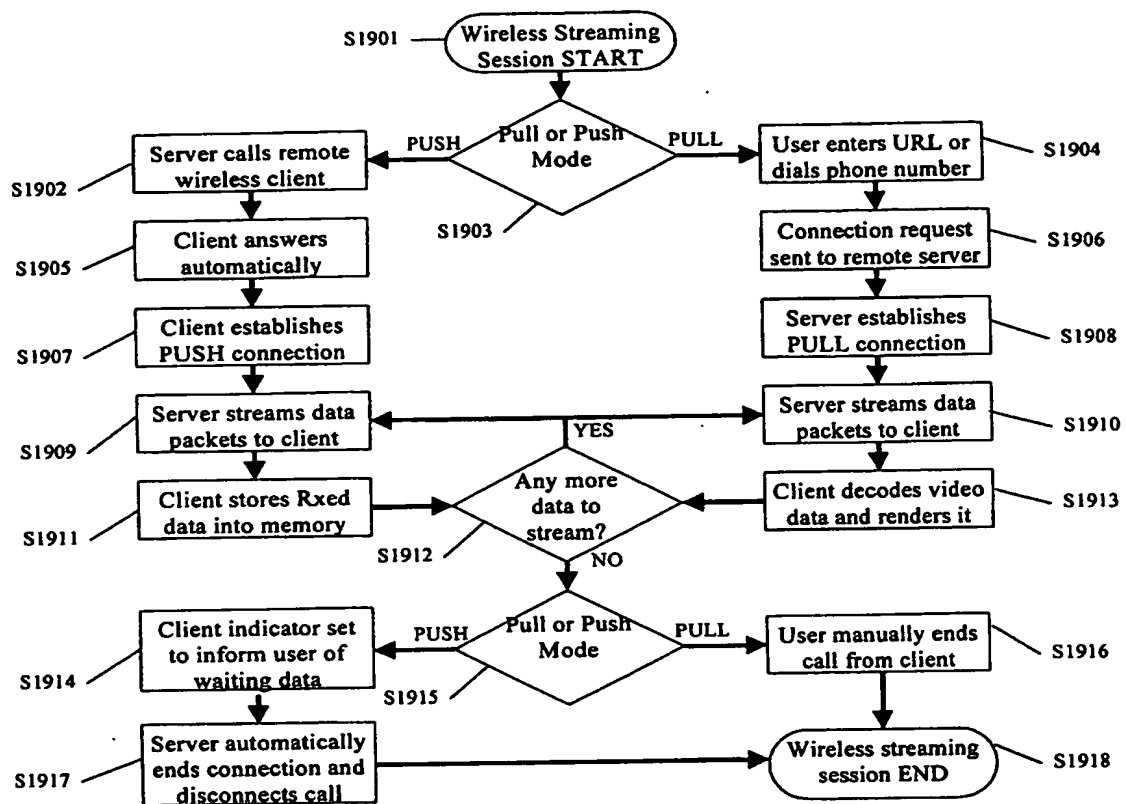 S1901
Wireless Streaming
Session START
Pull or Push
Mode
PUSH
PULL
S1903
Server calls remote
wireless client
S1902
User enters URL or
dials phone number
S1904
Client answers
automatically
S1905
Connection request
sent to remote server
S1906
Client establishes
PUSH connection
S1907
Server establishes
PULL connection
S1908
Server streams data
packets to client
S1909
YES
Server streams data
packets to client
S1910
Client stores Rxed
data into memory
S1911
Any more
data to
stream?
S1912
NO
Client decodes video
data and renders it
S1913
Client indicator set
to inform user of
waiting data
S1914
PUSH
Pull or Push
Mode
PULL
S1915
User manually ends
call from client
S1916
Server automatically
ends connection and
disconnects call
S1917
Wireless streaming
session END
S1918